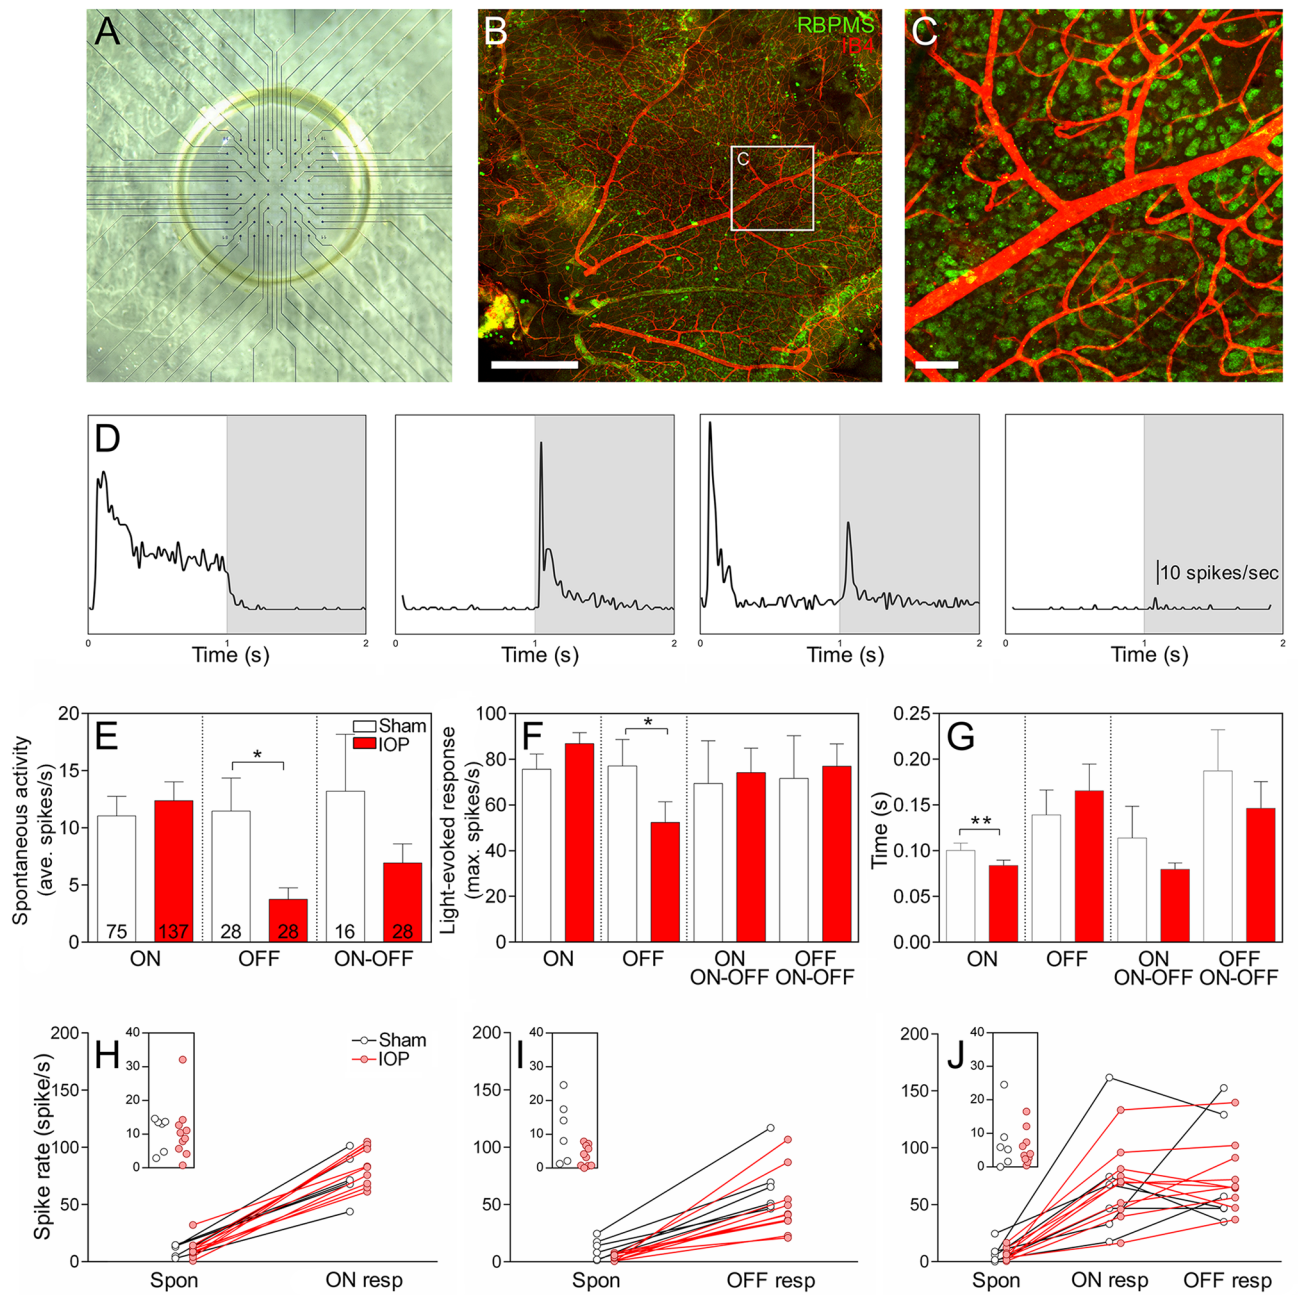 A
B
RBPMS
IB4
C
C
D
10 spikes/sec
0 1 2
Time (s)
0 1 2
Time (s)
0 1 2
Time (s)
0 1 2
Time (s)
E
Spontaneous activity
(ave. spikes/s)
20
15
10
5
0
Sham
IOP
*
75 137 28 28 16 28
ON OFF ON-OFF
F
Light-evoked response
(max. spikes/s)
100
80
60
40
20
0
*
ON OFF ON OFF
ON-OFF ON-OFF
G
Time (s)
0.25
0.20
0.15
0.10
0.05
0.00
**
ON OFF ON OFF
ON-OFF ON-OFF
H
Spike rate (spike/s)
200
150
100
50
0
40
30
20
10
0
Sham
IOP
Spon ON resp
I
200
150
100
50
0
40
30
20
10
0
Spon OFF resp
J
200
150
100
50
0
40
30
20
10
0
Spon ON resp OFF resp